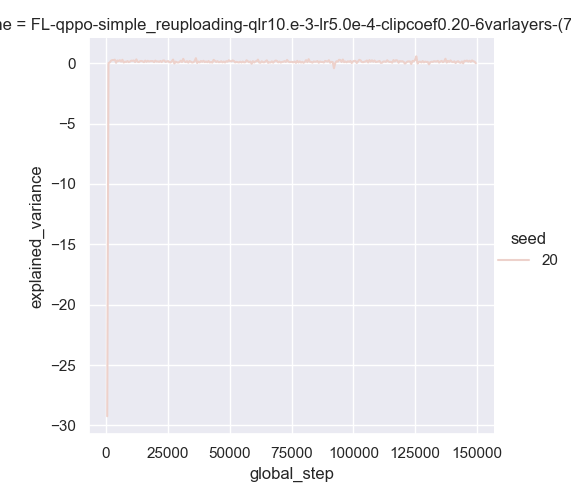 ne = FL-qppo-simple_reuploading-qlr10.e-3-lr5.0e-4-clipcoef0.20-6varlayers-(7
0
−5
−10
−15
−20
−25
−30
explained_variance
0 25000 50000 75000 100000 125000 150000
global_step
seed
20